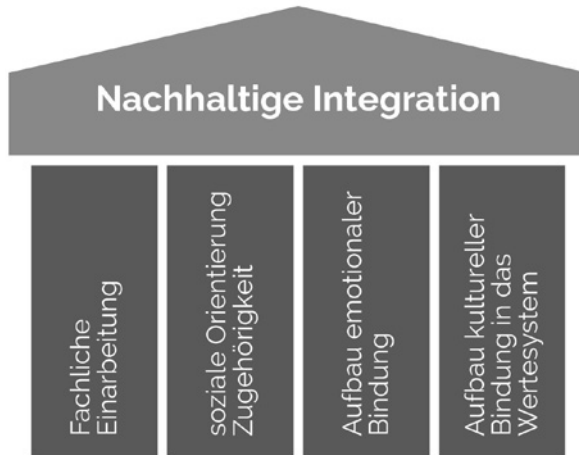 Nachhaltige Integration
Fachliche
Einarbeitung
soziale Orientierung
Zugehörigkeit
Aufbau emotionaler
Bindung
Aufbau kultureller
Bindung in das
Wertesystem